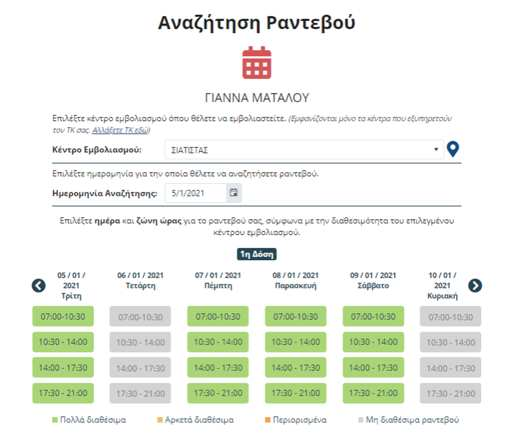 Αναζήτηση Ραντεβού
ΓΙΑΝΝΑ ΜΑΤΑΛΟΥ
Επιλέξτε κέντρο εμβολιασμού όπου θέλετε να εμβολιαστείτε. (Εμφανίζονται μόνο τα κέντρα που εξυπηρετούν
τον ΤΚ σας. Αλλάξετε ΤΚ εδώ)
Κέντρο Εμβολιασμού: ΣΙΑΤΙΣΤΑΣ
Επιλέξτε ημερομηνία για την οποία θέλετε να αναζητήσετε ραντεβού.
Ημερομηνία Αναζήτησης: 5/1/2021
Επιλέξτε ημέρα και ζώνη ώρας για το ραντεβού σας, σύμφωνα με την διαθεσιμότητα του επιλεγμένου
κέντρου εμβολιασμού.
1η Δόση
05 / 01 / 2021 Τρίτη 06 / 01 / 2021 Τετάρτη 07 / 01 / 2021 Πέμπτη 08 / 01 / 2021 Παρασκευή 09 / 01 / 2021 Σάββατο 10 / 01 / 2021 Κυριακή
07:00-10:30 07:00-10:30 07:00-10:30 07:00-10:30 07:00-10:30 07:00-10:30
10:30 - 14:00 10:30 - 14:00 10:30 - 14:00 10:30 - 14:00 10:30 - 14:00 10:30 - 14:00
14:00 - 17:30 14:00 - 17:30 14:00 - 17:30 14:00 - 17:30 14:00 - 17:30 14:00 - 17:30
17:30 - 21:00 17:30 - 21:00 17:30 - 21:00 17:30 - 21:00 17:30 - 21:00 17:30 - 21:00
Πολλά διαθέσιμα Αρκετά διαθέσιμα Περιορισμένα Μη διαθέσιμα ραντεβού